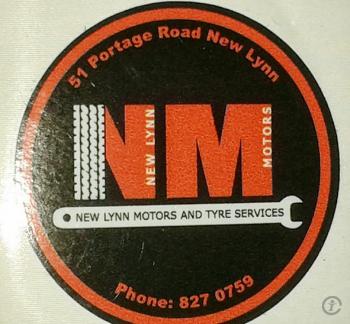 51 Portage Road New Lynn
NM
NEW LYNN
MOTORS
NEW LYNN MOTORS AND TYRE SERVICES
Phone: 827 0759